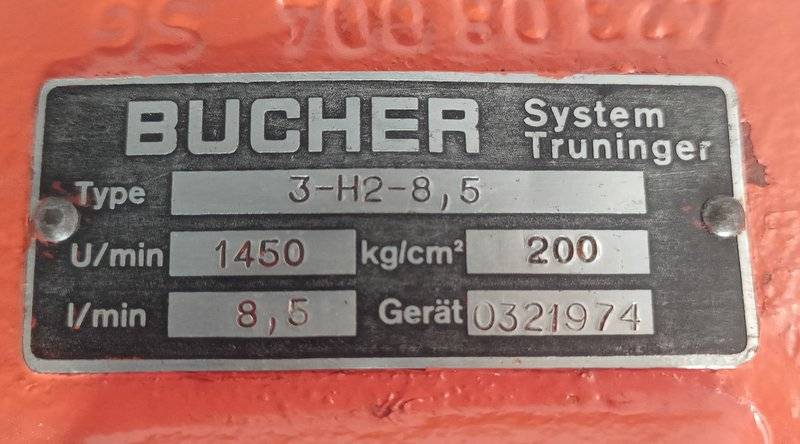 BUCHER System Truninger
Type 3-H2-8,5
U/min 1450 kg/cm² 200
l/min 8,5 Gerät 0321974